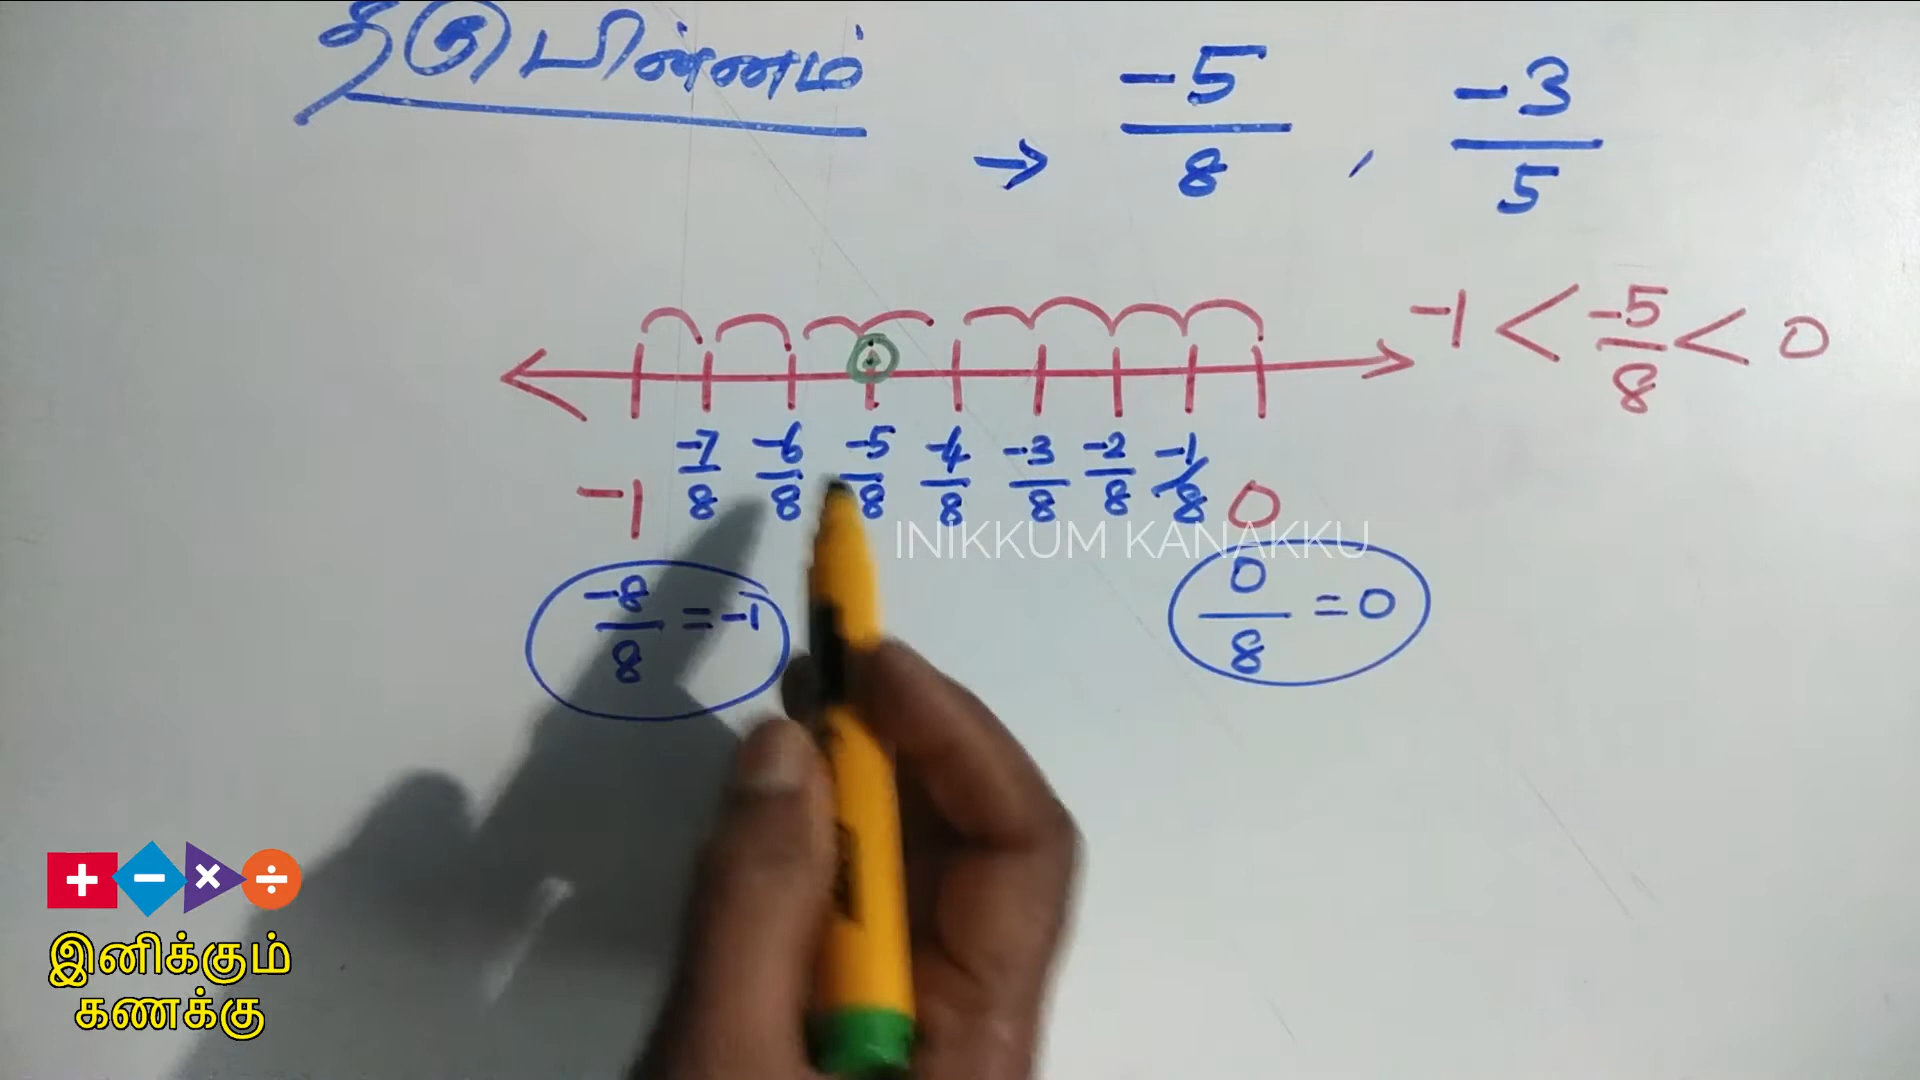 தகு பின்னம்
→ -5/8 , -3/5
-1 < -5/8 < 0
-1 -7/8 -6/8 -5/8 -4/8 -3/8 -2/8 -1/8 0
INIKKUM KANAKKU
-8/8 = -1 0/8 = 0
+ - × ÷
இனிக்கும்
கணக்கு